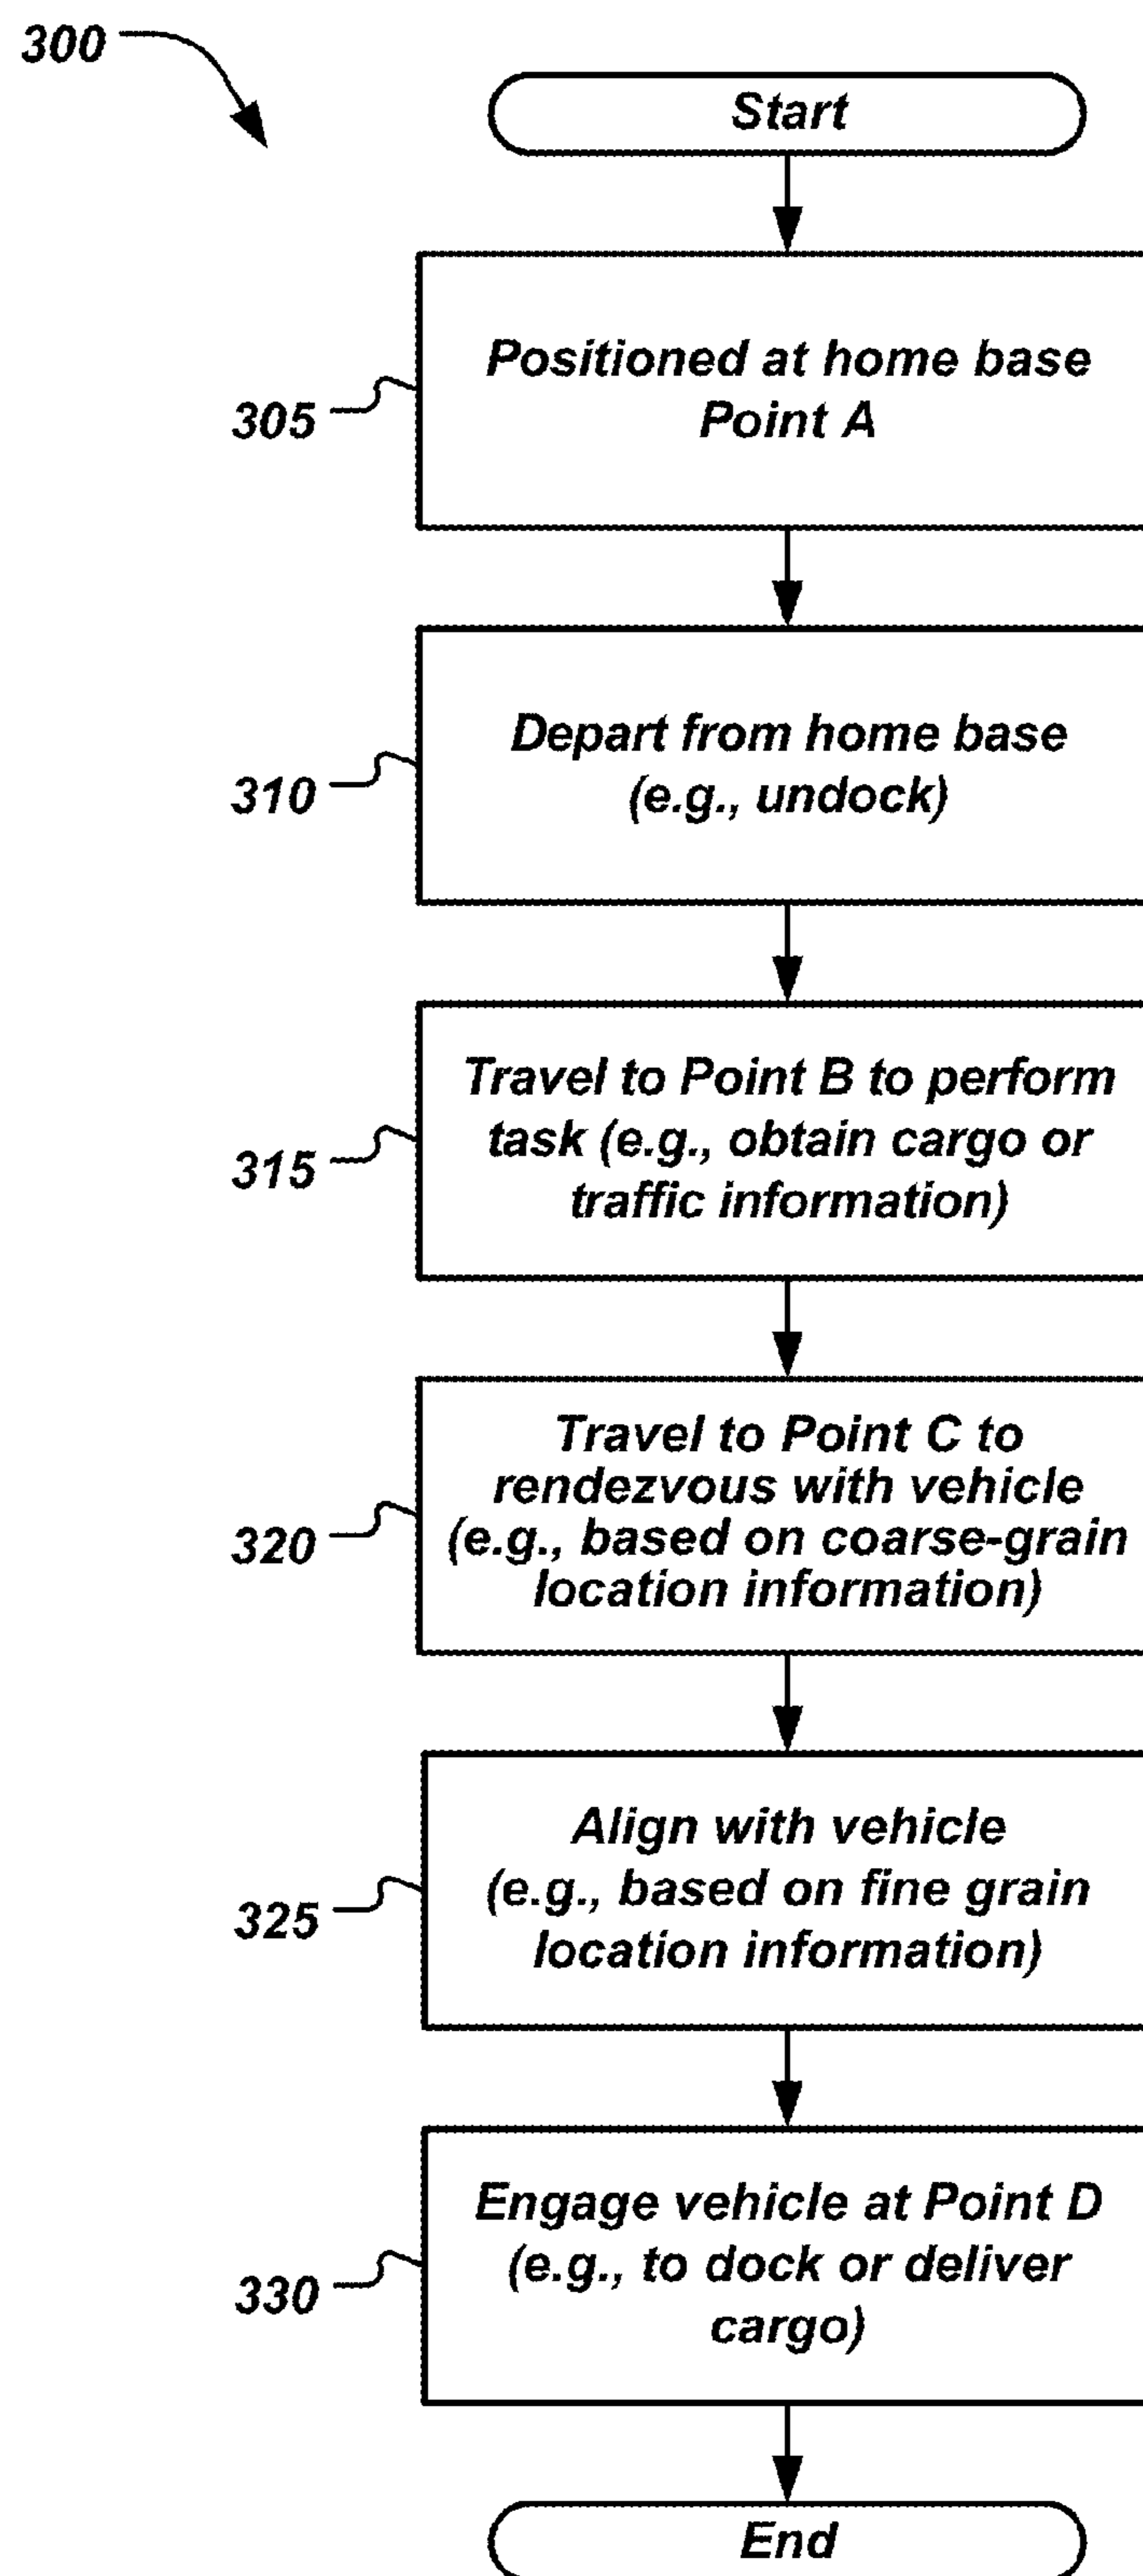 300
Start
Positioned at home base
Point A
305
Depart from home base
(e.g., undock)
310
Travel to Point B to perform
task (e.g., obtain cargo or
traffic information)
315
Travel to Point C to
rendezvous with vehicle
(e.g., based on coarse-grain
location information)
320
Align with vehicle
(e.g., based on fine grain
location information)
325
Engage vehicle at Point D
(e.g., to dock or deliver
cargo)
330
End